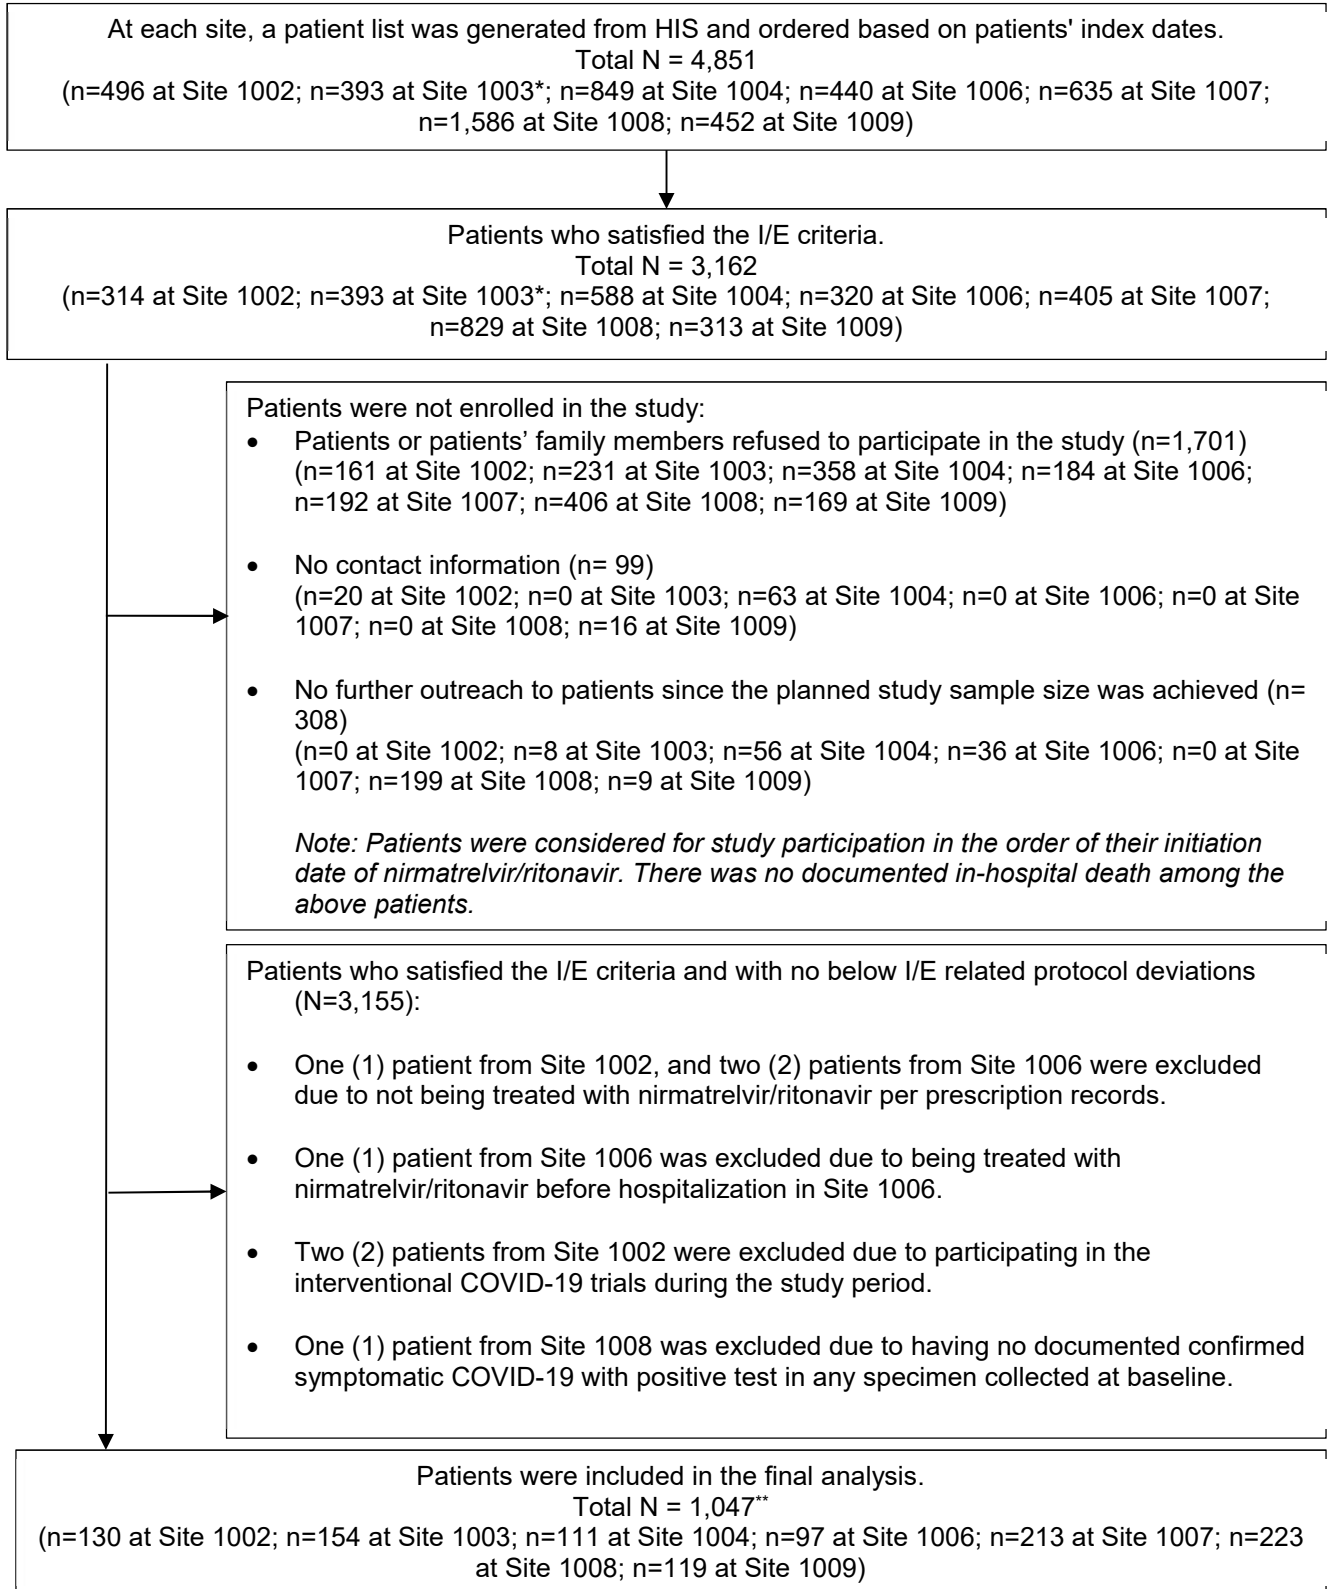 At each site, a patient list was generated from HIS and ordered based on patients' index dates.
Total N = 4,851
(n=496 at Site 1002; n=393 at Site 1003*; n=849 at Site 1004; n=440 at Site 1006; n=635 at Site 1007;
n=1,586 at Site 1008; n=452 at Site 1009)
Patients who satisfied the I/E criteria.
Total N = 3,162
(n=314 at Site 1002; n=393 at Site 1003*; n=588 at Site 1004; n=320 at Site 1006; n=405 at Site 1007;
n=829 at Site 1008; n=313 at Site 1009)
Patients were not enrolled in the study:
• Patients or patients’ family members refused to participate in the study (n=1,701)
(n=161 at Site 1002; n=231 at Site 1003; n=358 at Site 1004; n=184 at Site 1006;
n=192 at Site 1007; n=406 at Site 1008; n=169 at Site 1009)
• No contact information (n= 99)
(n=20 at Site 1002; n=0 at Site 1003; n=63 at Site 1004; n=0 at Site 1006; n=0 at Site
1007; n=0 at Site 1008; n=16 at Site 1009)
• No further outreach to patients since the planned study sample size was achieved (n=
308)
(n=0 at Site 1002; n=8 at Site 1003; n=56 at Site 1004; n=36 at Site 1006; n=0 at Site
1007; n=199 at Site 1008; n=9 at Site 1009)
Note: Patients were considered for study participation in the order of their initiation
date of nirmatrelvir/ritonavir. There was no documented in-hospital death among the
above patients.
Patients who satisfied the I/E criteria and with no below I/E related protocol deviations
(N=3,155):
• One (1) patient from Site 1002, and two (2) patients from Site 1006 were excluded
due to not being treated with nirmatrelvir/ritonavir per prescription records.
• One (1) patient from Site 1006 was excluded due to being treated with
nirmatrelvir/ritonavir before hospitalization in Site 1006.
• Two (2) patients from Site 1002 were excluded due to participating in the
interventional COVID-19 trials during the study period.
• One (1) patient from Site 1008 was excluded due to having no documented confirmed
symptomatic COVID-19 with positive test in any specimen collected at baseline.
Patients were included in the final analysis.
Total N = 1,047**
(n=130 at Site 1002; n=154 at Site 1003; n=111 at Site 1004; n=97 at Site 1006; n=213 at Site 1007; n=223
at Site 1008; n=119 at Site 1009)